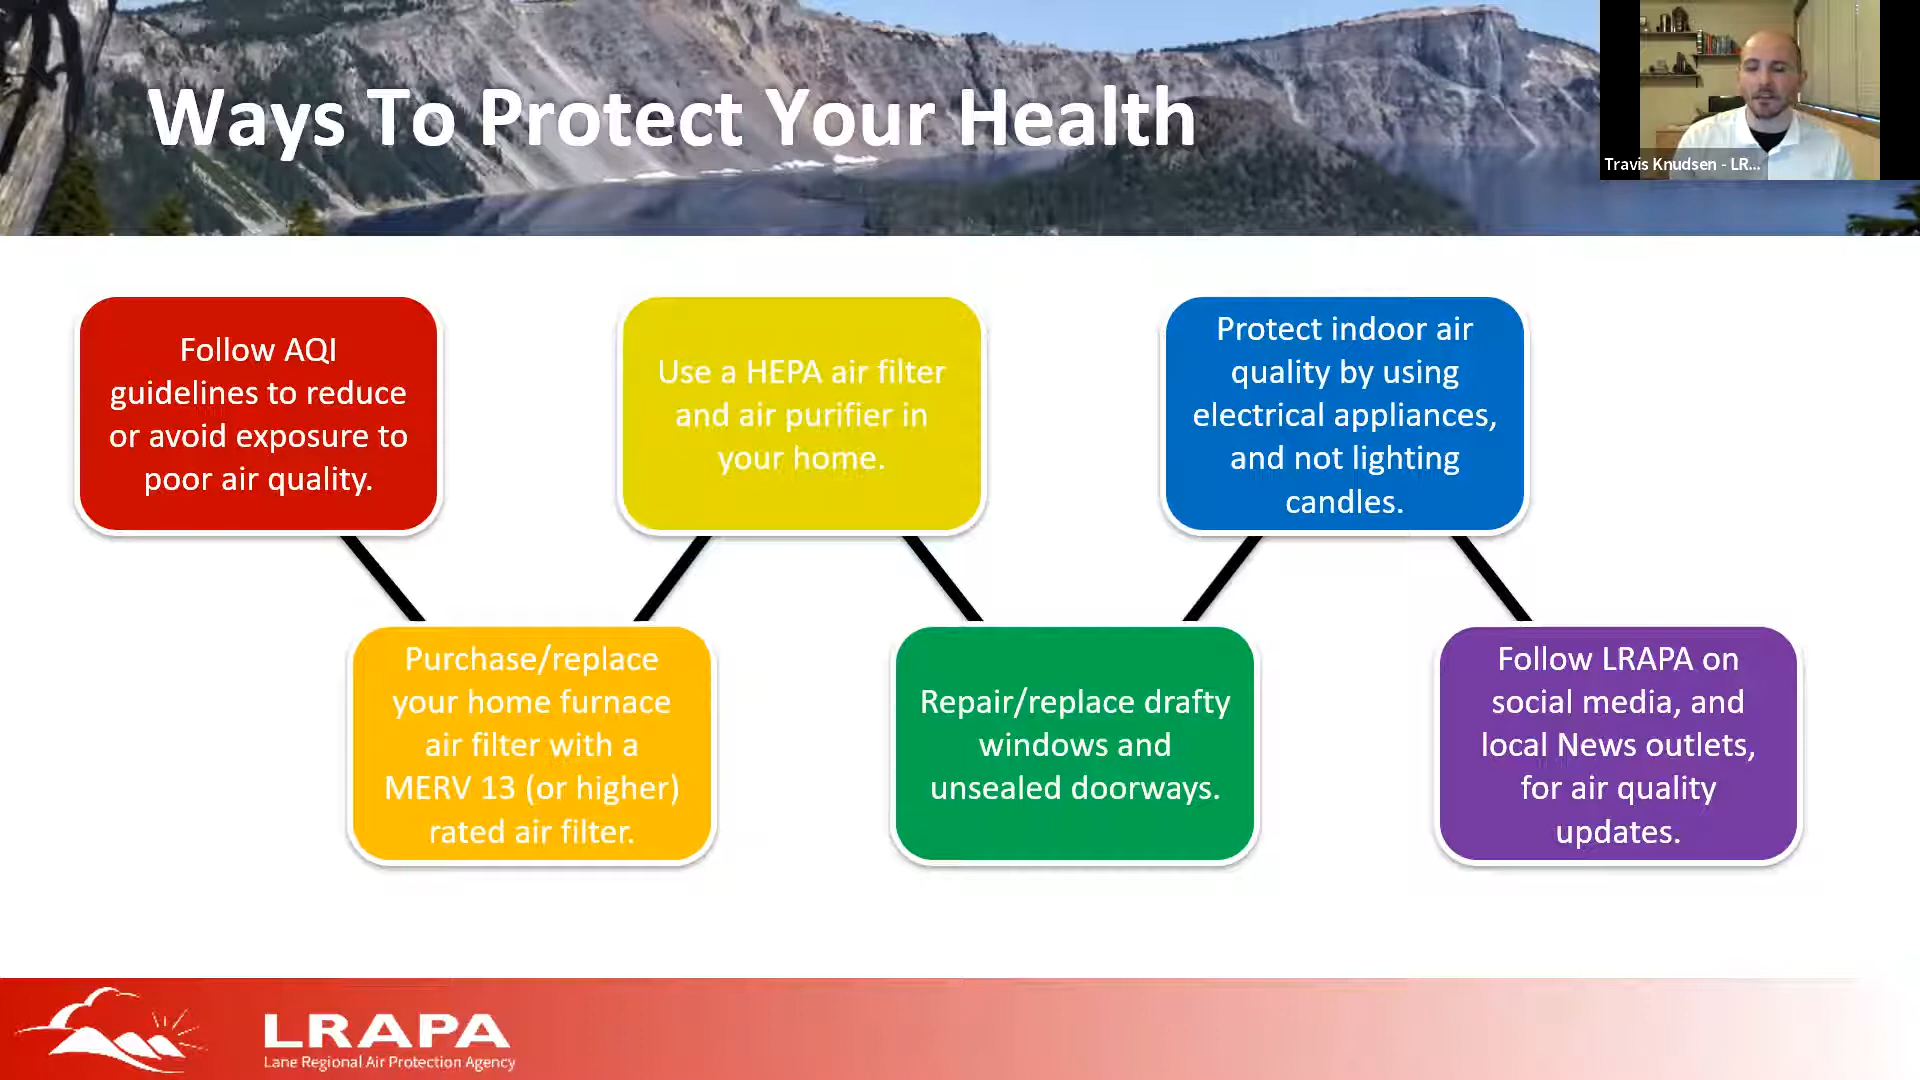 Ways To Protect Your Health
Travis Knudsen - LR...
Follow AQI
guidelines to reduce
or avoid exposure to
poor air quality.
Purchase/replace
your home furnace
air filter with a
MERV 13 (or higher)
rated air filter.
Use a HEPA air filter
and air purifier in
your home.
Repair/replace drafty
windows and
unsealed doorways.
Protect indoor air
quality by using
electrical appliances,
and not lighting
candles.
Follow LRAPA on
social media, and
local News outlets,
for air quality
updates.
LRAPA
Lane Regional Air Protection Agency